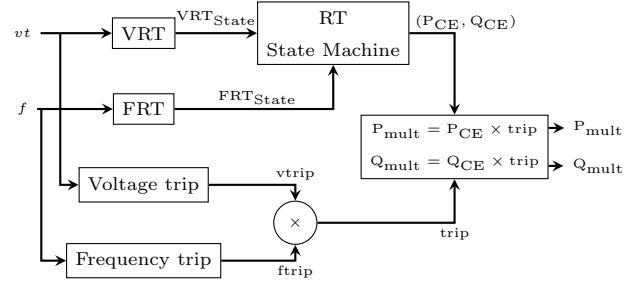 vt
VRT
VRT_State
RT
State Machine
(P_CE, Q_CE)
f
FRT
FRT_State
P_mult = P_CE × trip
Q_mult = Q_CE × trip
P_mult
Q_mult
Voltage trip
vtrip
×
trip
Frequency trip
ftrip